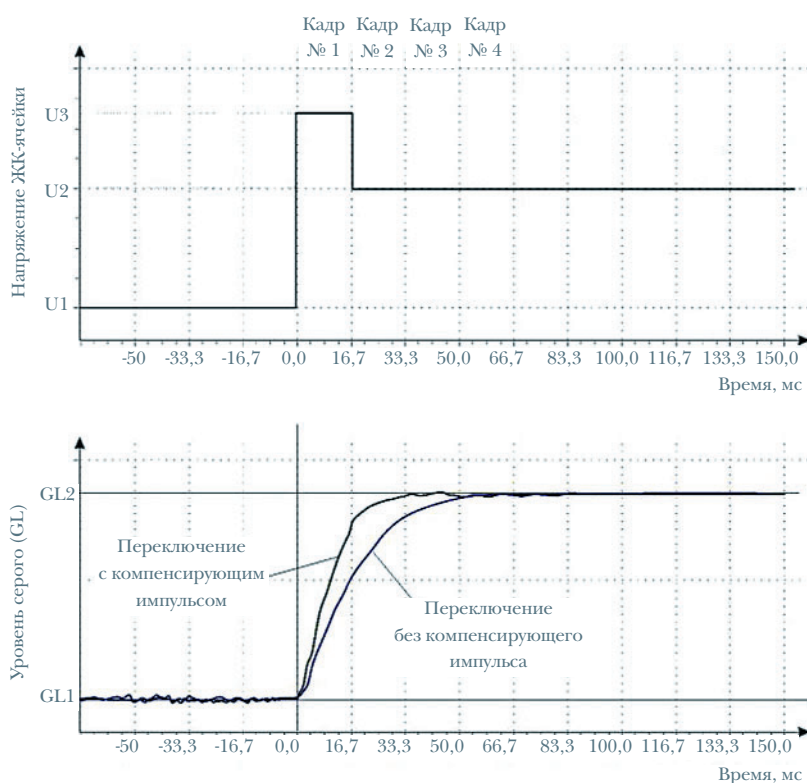 Кадр Кадр Кадр Кадр
№ 1 № 2 № 3 № 4
Напряжение ЖК-ячейки
U3
U2
U1
-50 -33,3 -16,7 0,0 16,7 33,3 50,0 66,7 83,3 100,0 116,7 133,3 150,0
Время, мс
Уровень серого (GL)
GL2
Переключение
с компенсирующим
импульсом
Переключение
без компенсирующего
импульса
GL1
-50 -33,3 -16,7 0,0 16,7 33,3 50,0 66,7 83,3 100,0 116,7 133,3 150,0
Время, мс